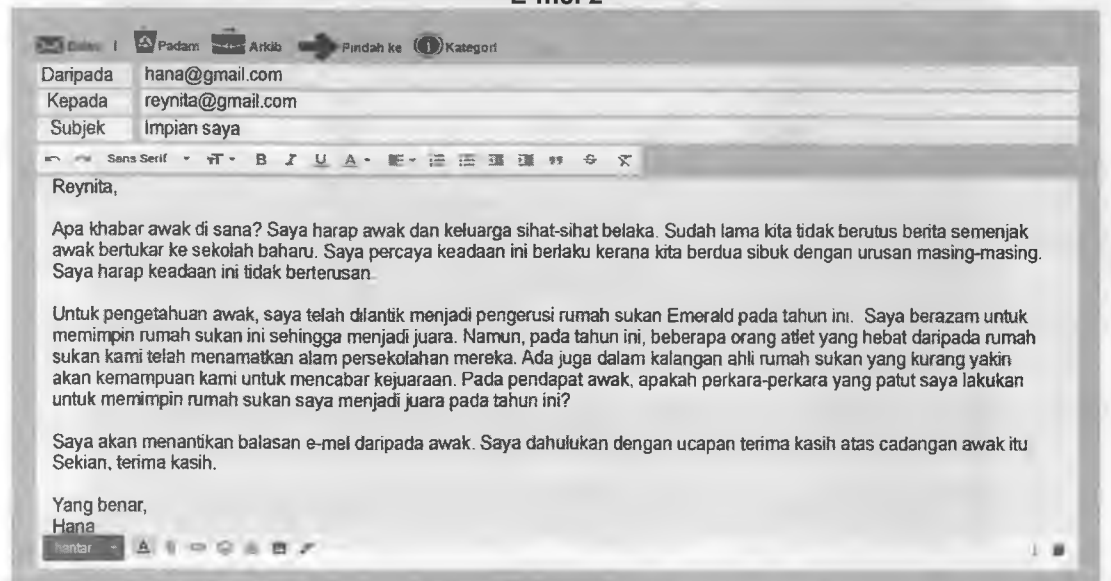 E-mel 2
Balas Padam Arkib Pindah ke Kategori
Daripada hana@gmail.com
Kepada reynita@gmail.com
Subjek Impian saya
Sans Serif
Reynita,
Apa khabar awak di sana? Saya harap awak dan keluarga sihat-sihat belaka. Sudah lama kita tidak berutus berita semenjak
awak bertukar ke sekolah baharu. Saya percaya keadaan ini berlaku kerana kita berdua sibuk dengan urusan masing-masing.
Saya harap keadaan ini tidak berterusan.
Untuk pengetahuan awak, saya telah dilantik menjadi pengerusi rumah sukan Emerald pada tahun ini. Saya berazam untuk
memimpin rumah sukan ini sehingga menjadi juara. Namun, pada tahun ini, beberapa orang atlet yang hebat daripada rumah
sukan kami telah menamatkan alam persekolahan mereka. Ada juga dalam kalangan ahli rumah sukan yang kurang yakin
akan kemampuan kami untuk mencabar kejuaraan. Pada pendapat awak, apakah perkara-perkara yang patut saya lakukan
untuk memimpin rumah sukan saya menjadi juara pada tahun ini?
Saya akan menantikan balasan e-mel daripada awak. Saya dahulukan dengan ucapan terima kasih atas cadangan awak itu
Sekian, terima kasih.
Yang benar,
Hana
hantar